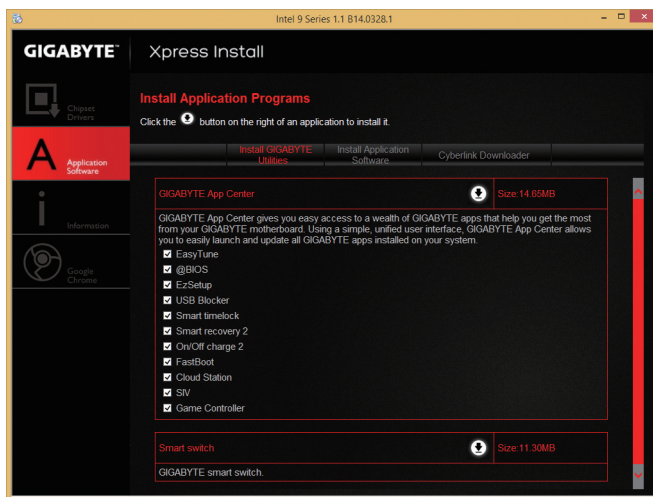 Intel 9 Series 1.1 B14.0328.1
GIGABYTE™
Xpress Install
Chipset
Drivers
Application
Software
Information
Google
Chrome
Install Application Programs
Click the button on the right of an application to install it.
Install GIGABYTE
Utilities
Install Application
Software
Cyberlink Downloader
GIGABYTE App Center
Size:14.65MB
GIGABYTE App Center gives you easy access to a wealth of GIGABYTE apps that help you get the most
from your GIGABYTE motherboard. Using a simple, unified user interface, GIGABYTE App Center allows
you to easily launch and update all GIGABYTE apps installed on your system.
EasyTune
@BIOS
EzSetup
USB Blocker
Smart timelock
Smart recovery 2
On/Off charge 2
FastBoot
Cloud Station
SIV
Game Controller
Smart switch
Size:11.30MB
GIGABYTE smart switch.